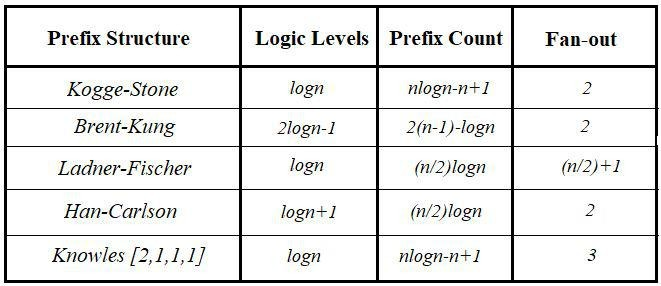 Prefix Structure Logic Levels Prefix Count Fan-out
Kogge-Stone logn nlogn-n+1 2
Brent-Kung 2logn-1 2(n-1)-logn 2
Ladner-Fischer logn (n/2)logn (n/2)+1
Han-Carlson logn+1 (n/2)logn 2
Knowles [2,1,1,1] logn nlogn-n+1 3